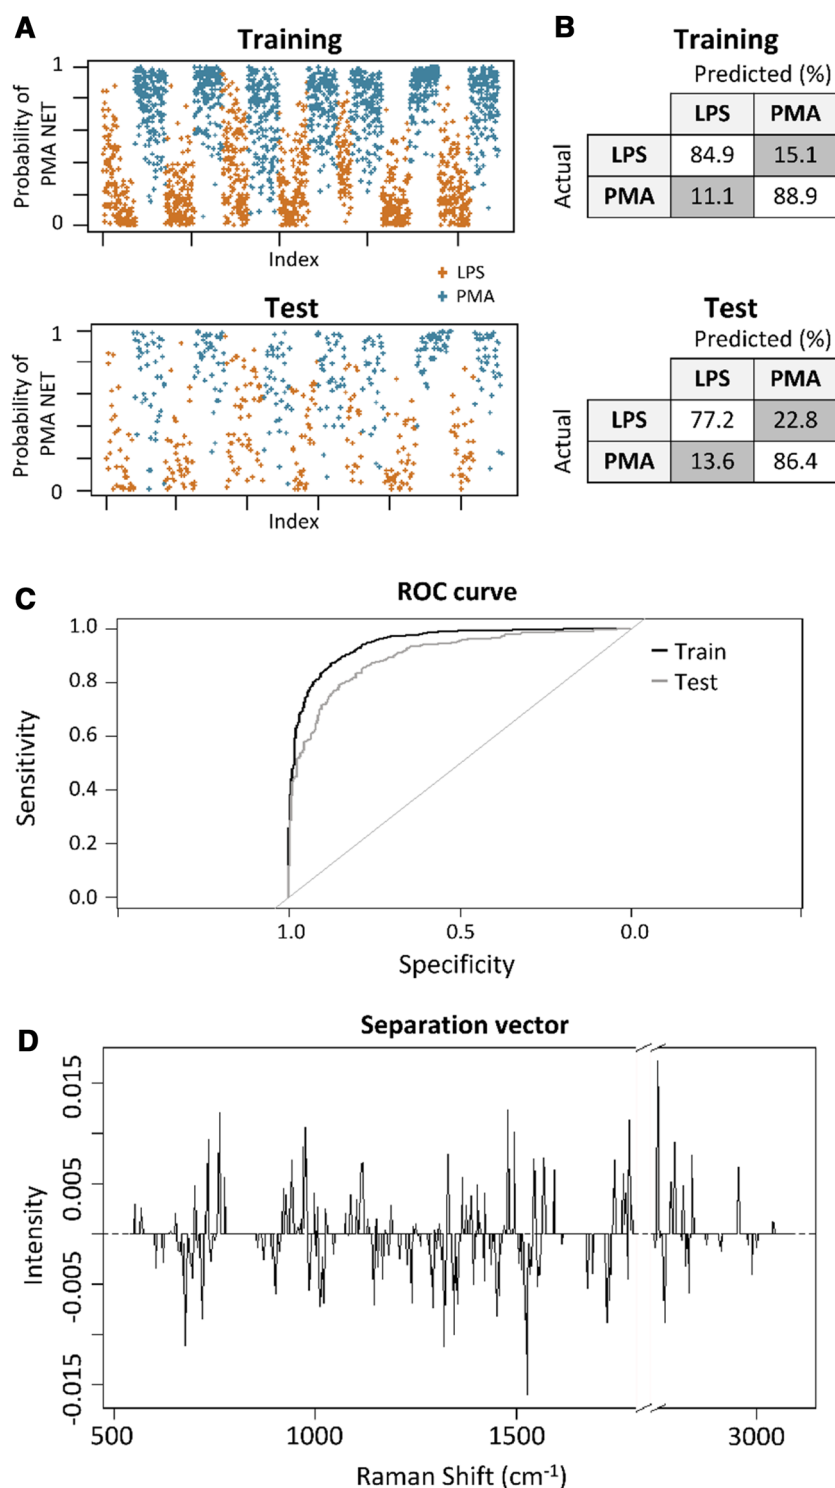 A
Training
Probability of
PMA NET
1
0
Index
LPS
PMA
Test
Probability of
PMA NET
1
0
Index
B
Training
Predicted (%)
LPS PMA
Actual
LPS 84.9 15.1
PMA 11.1 88.9
Test
Predicted (%)
LPS PMA
Actual
LPS 77.2 22.8
PMA 13.6 86.4
C
ROC curve
Sensitivity
1.0
0.8
0.6
0.4
0.2
0.0
Train
Test
1.0 0.5 0.0
Specificity
D
Separation vector
Intensity
0.015
0.005
-0.005
-0.015
500 1000 1500 3000
Raman Shift (cm⁻¹)